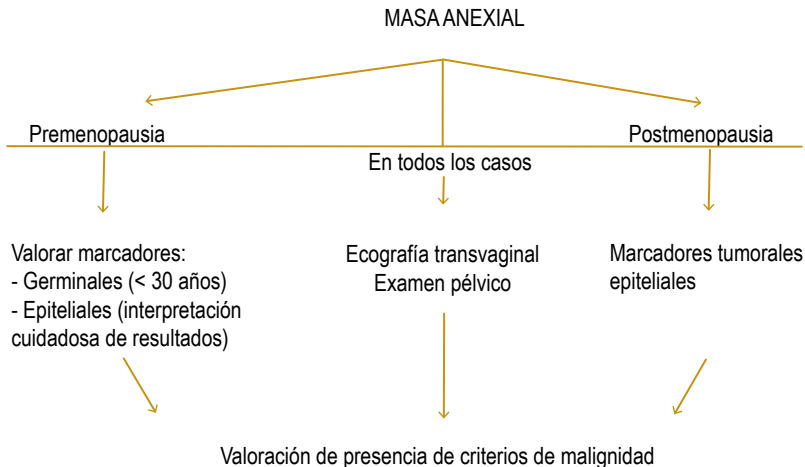 MASA ANEXIAL
Premenopausia
Postmenopausia
En todos los casos
Valorar marcadores:
- Germinales (< 30 años)
- Epiteliales (interpretación
cuidadosa de resultados)
Ecografía transvaginal
Examen pélvico
Marcadores tumorales
epiteliales
Valoración de presencia de criterios de malignidad